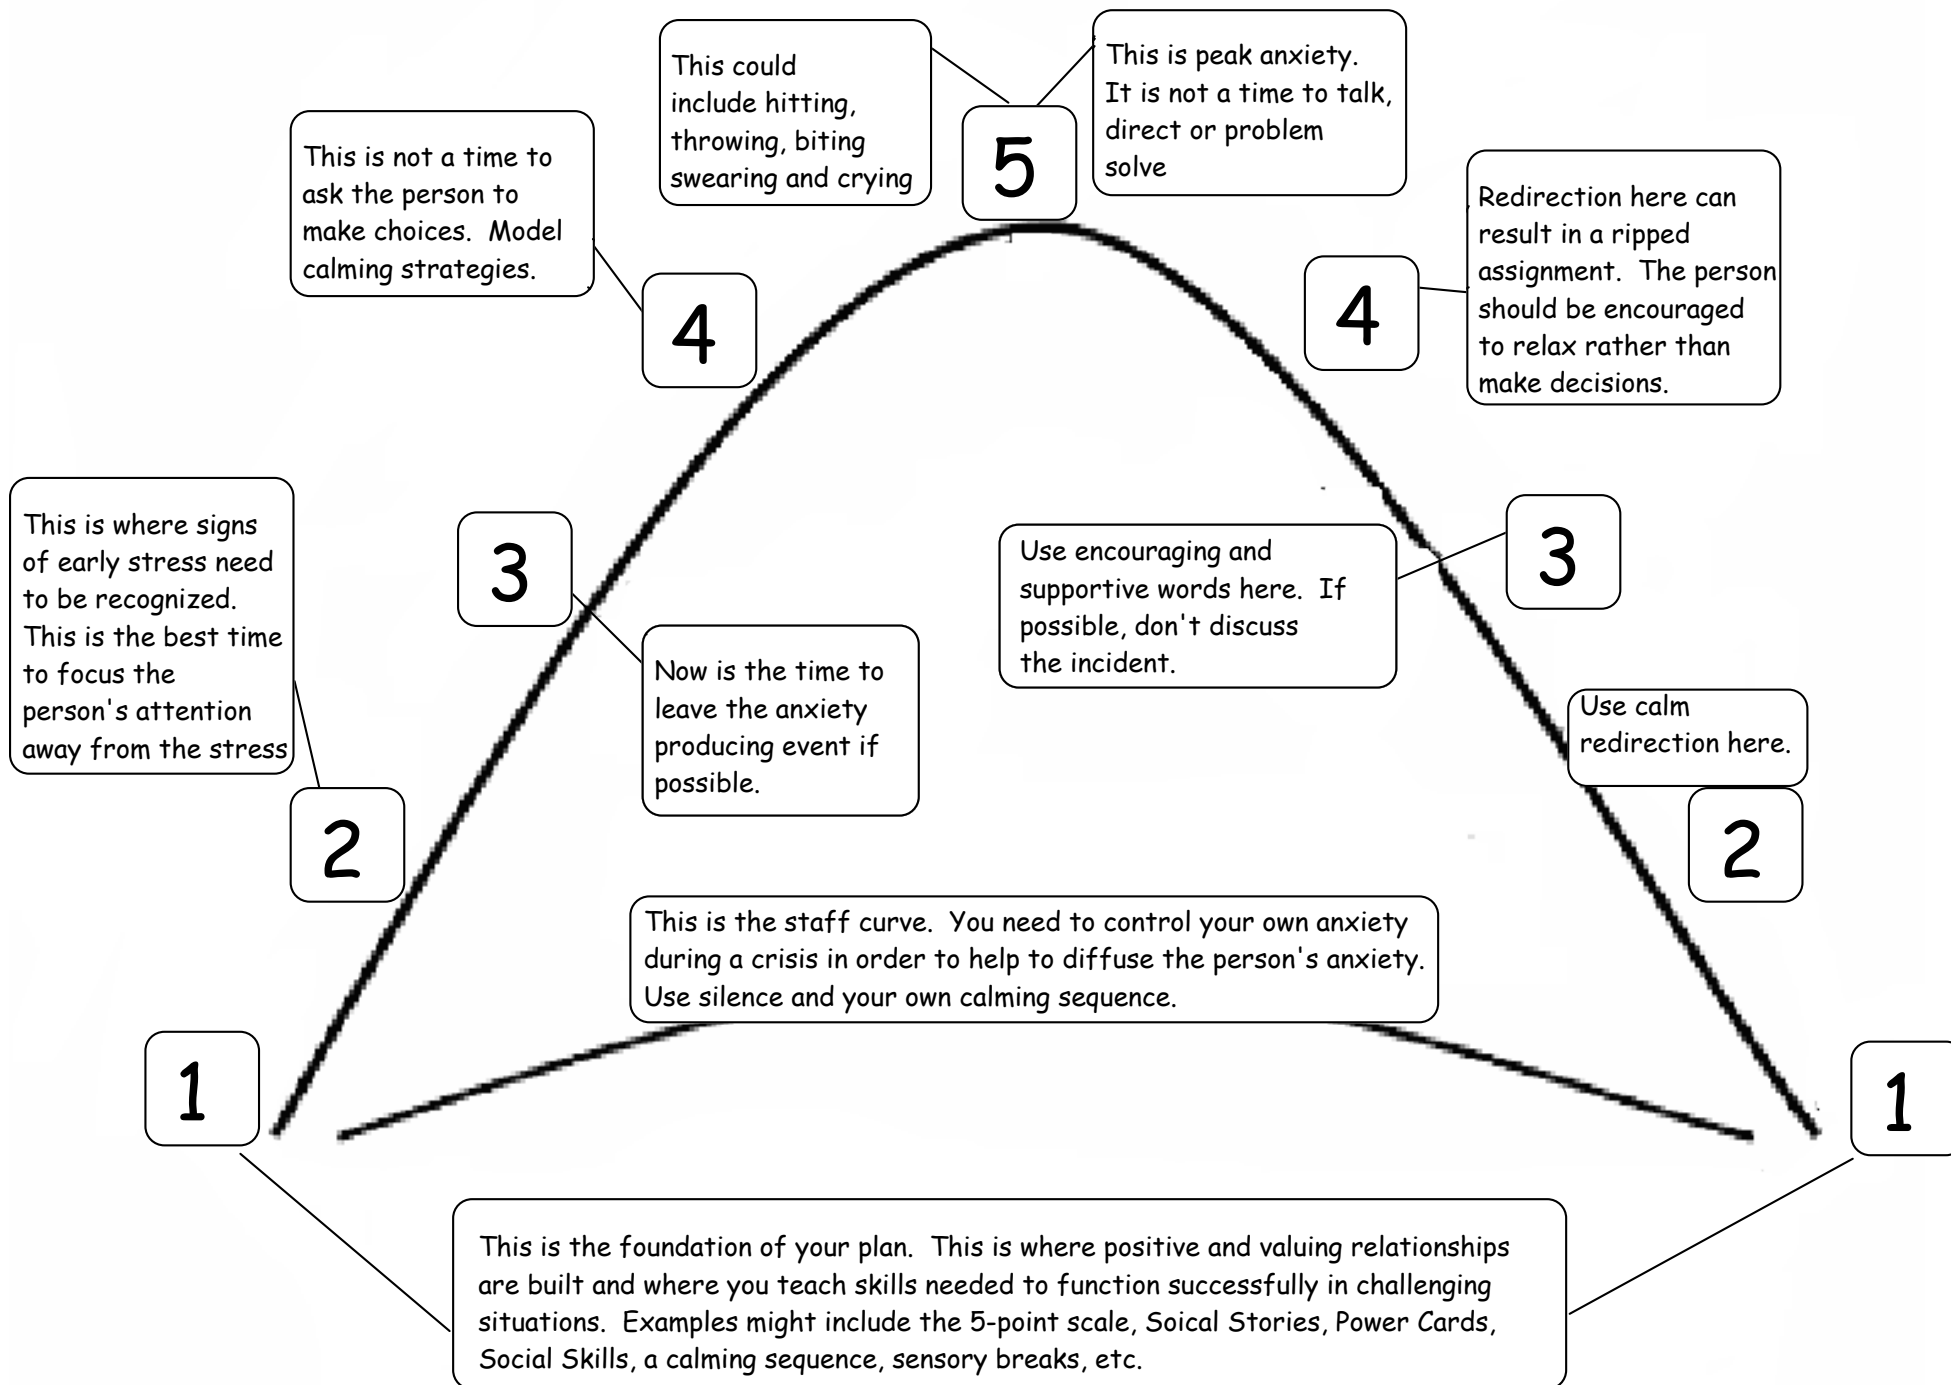 This could
include hitting,
throwing, biting
swearing and crying
5
This is peak anxiety.
It is not a time to talk,
direct or problem
solve
This is not a time to
ask the person to
make choices.  Model
calming strategies.
4
4
Redirection here can
result in a ripped
assignment.  The person
should be encouraged
to relax rather than
make decisions.
This is where signs
of early stress need
to be recognized.
This is the best time
to focus the
person's attention
away from the stress
3
Now is the time to
leave the anxiety
producing event if
possible.
Use encouraging and
supportive words here.  If
possible, don't discuss
the incident.
3
Use calm
redirection here.
2
2
This is the staff curve.  You need to control your own anxiety
during a crisis in order to help to diffuse the person's anxiety.
Use silence and your own calming sequence.
1
1
This is the foundation of your plan.  This is where positive and valuing relationships
are built and where you teach skills needed to function successfully in challenging
situations.  Examples might include the 5-point scale, Soical Stories, Power Cards,
Social Skills, a calming sequence, sensory breaks, etc.